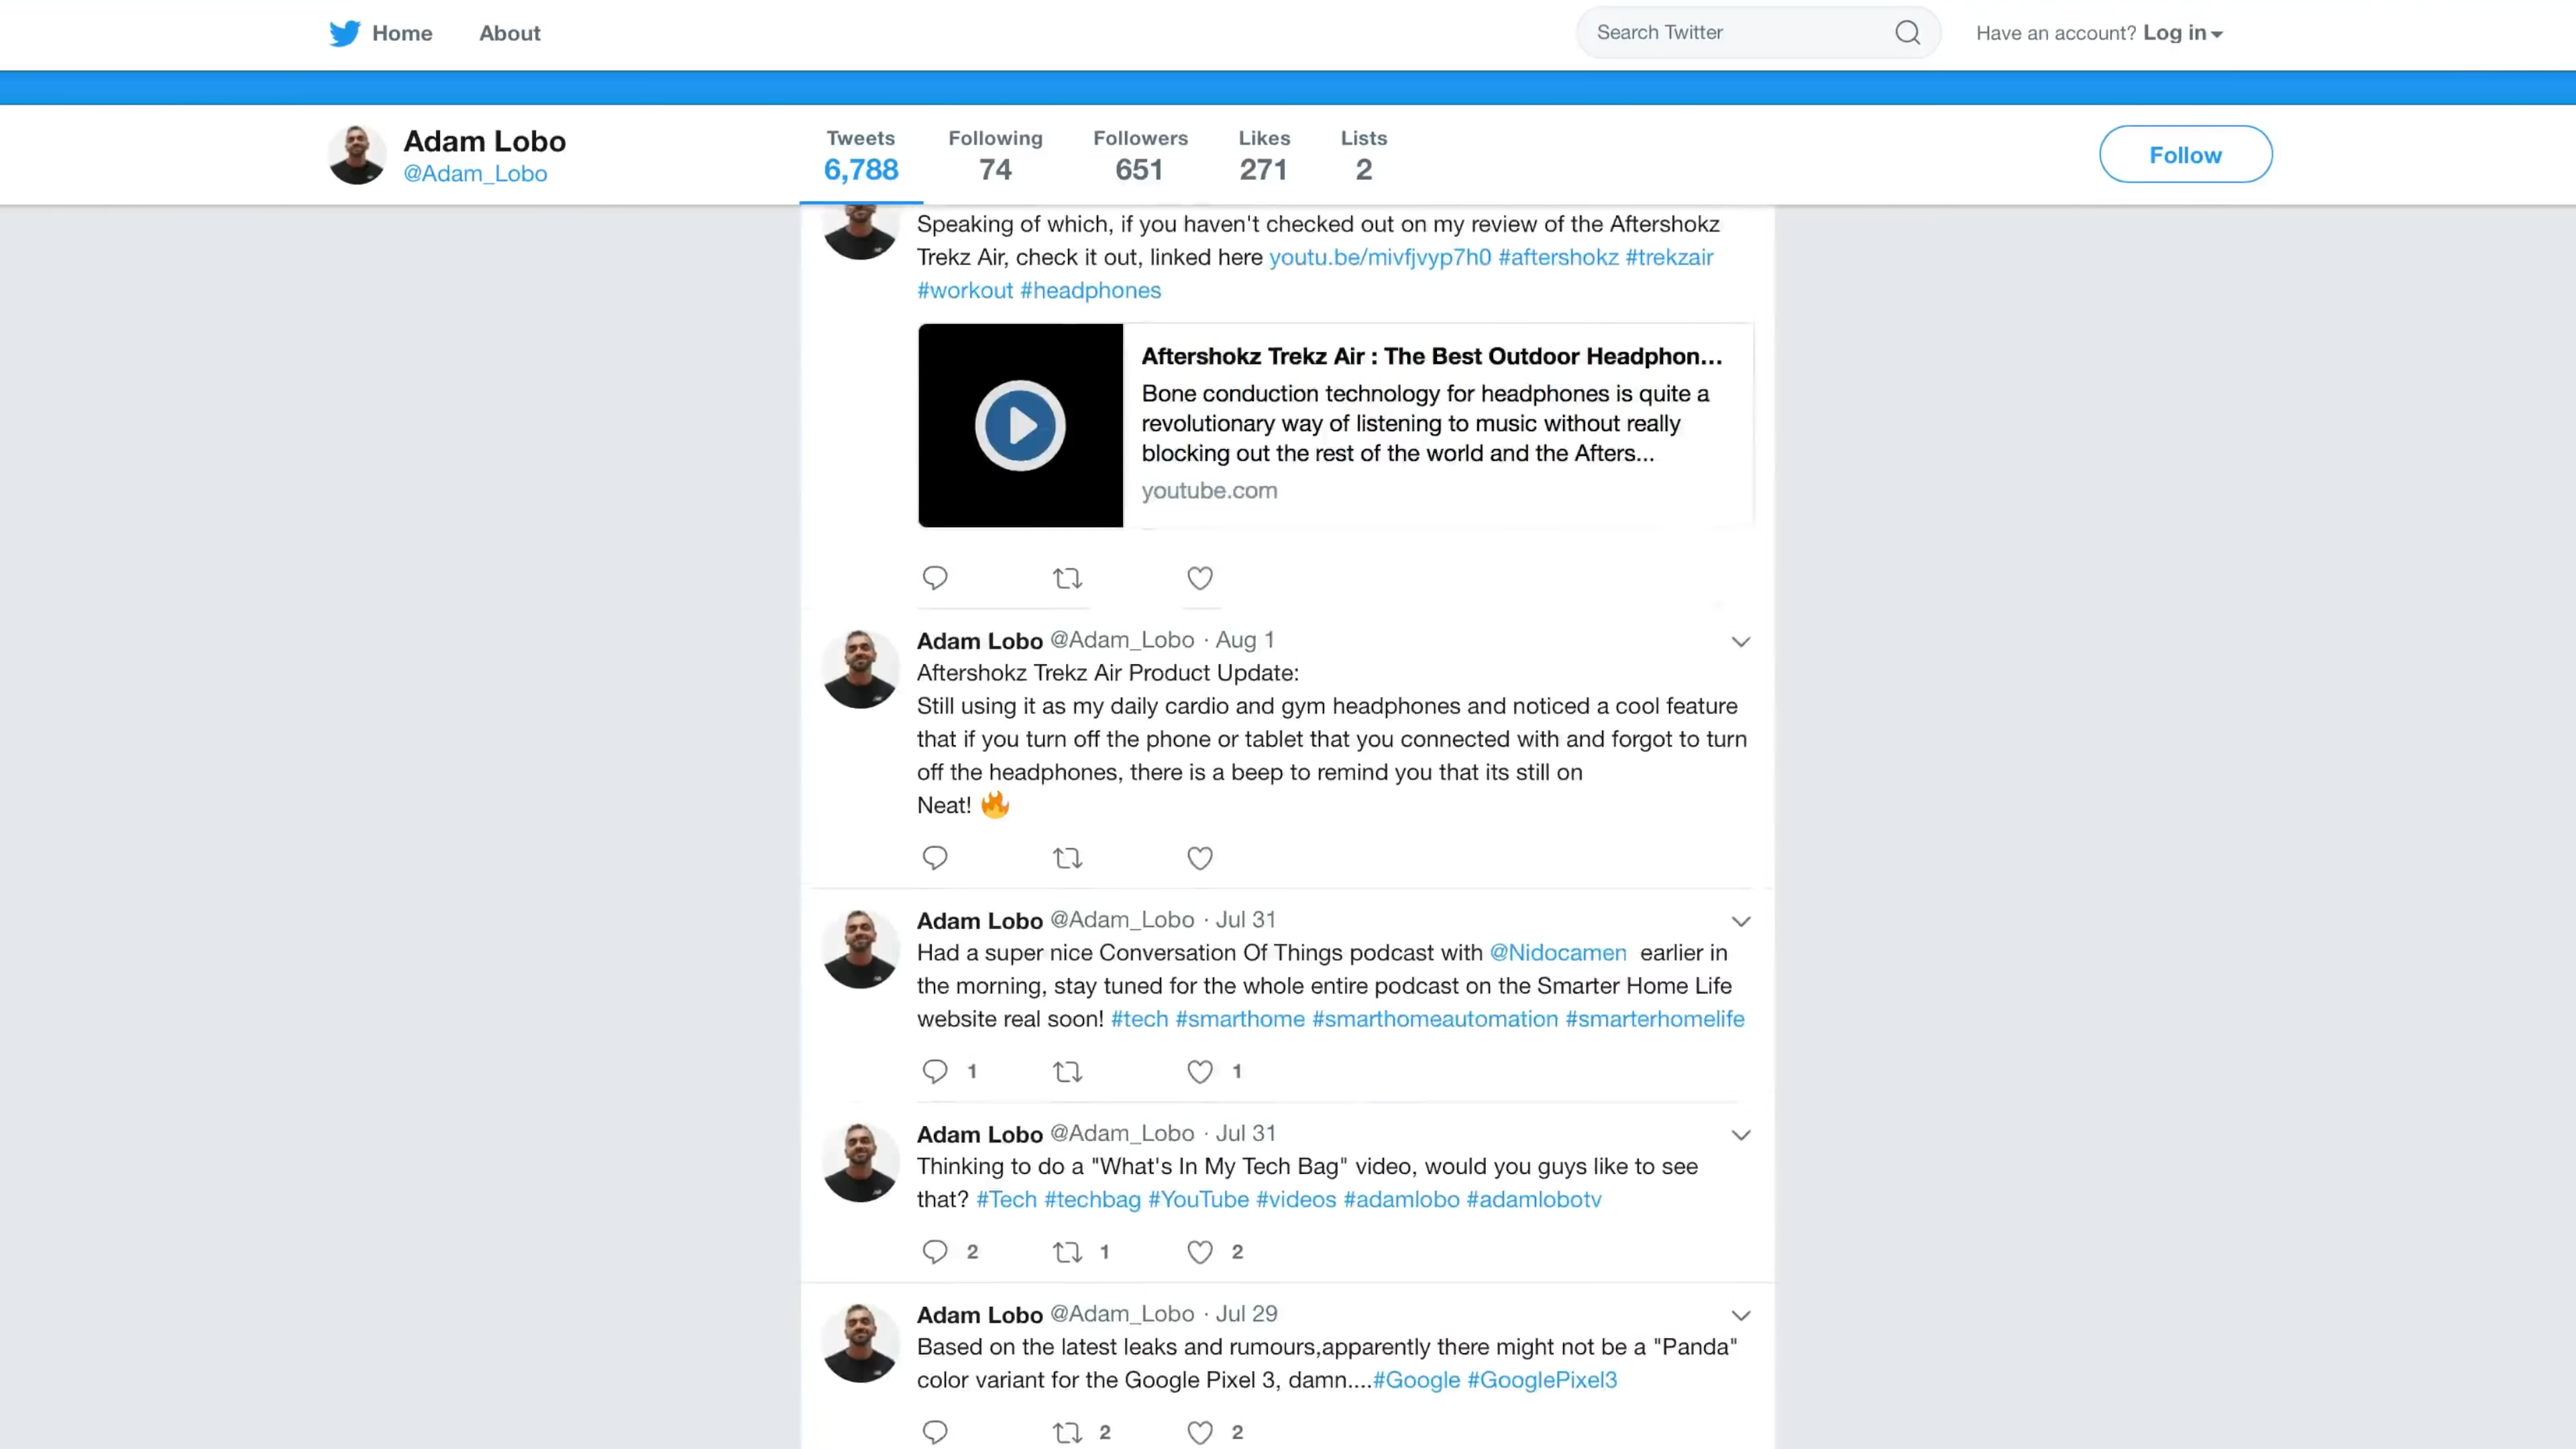 Home About Search Twitter Have an account? Log in
Adam Lobo
@Adam_Lobo
Tweets Following Followers Likes Lists
6,788 74 651 271 2
Follow
Speaking of which, if you haven't checked out on my review of the Aftershokz
Trekz Air, check it out, linked here youtu.be/mivfjvyp7h0 #aftershokz #trekzair
#workout #headphones
Aftershokz Trekz Air : The Best Outdoor Headphon...
Bone conduction technology for headphones is quite a
revolutionary way of listening to music without really
blocking out the rest of the world and the Afters...
youtube.com
Adam Lobo @Adam_Lobo · Aug 1
Aftershokz Trekz Air Product Update:
Still using it as my daily cardio and gym headphones and noticed a cool feature
that if you turn off the phone or tablet that you connected with and forgot to turn
off the headphones, there is a beep to remind you that its still on
Neat! 🔥
Adam Lobo @Adam_Lobo · Jul 31
Had a super nice Conversation Of Things podcast with @Nidocamen earlier in
the morning, stay tuned for the whole entire podcast on the Smarter Home Life
website real soon! #tech #smarthome #smarthomeautomation #smarterhomelife
1 1
Adam Lobo @Adam_Lobo · Jul 31
Thinking to do a "What's In My Tech Bag" video, would you guys like to see
that? #Tech #techbag #YouTube #videos #adamlobo #adamlobotv
2 1 2
Adam Lobo @Adam_Lobo · Jul 29
Based on the latest leaks and rumours,apparently there might not be a "Panda"
color variant for the Google Pixel 3, damn....#Google #GooglePixel3
2 2